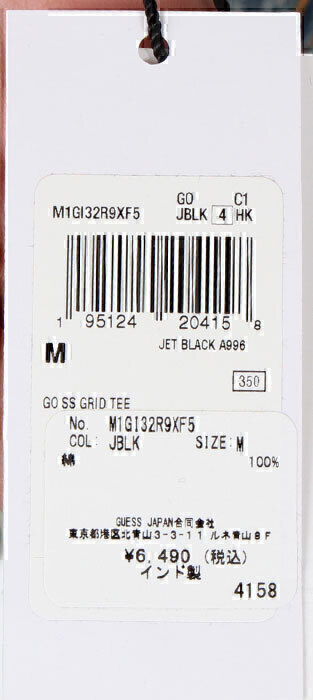 GO C1
M1GI32R9XF5 JBLK 4 HK
1 95124 20415 8
M JET BLACK A996
350
GO SS GRID TEE
No. M1GI32R9XF5
COL: JBLK SIZE: M
綿 100%
GUESS JAPAN合同会社
東京都港区北青山3-3-11 ルネ青山8F
¥6,490 (税込)
インド製
4158